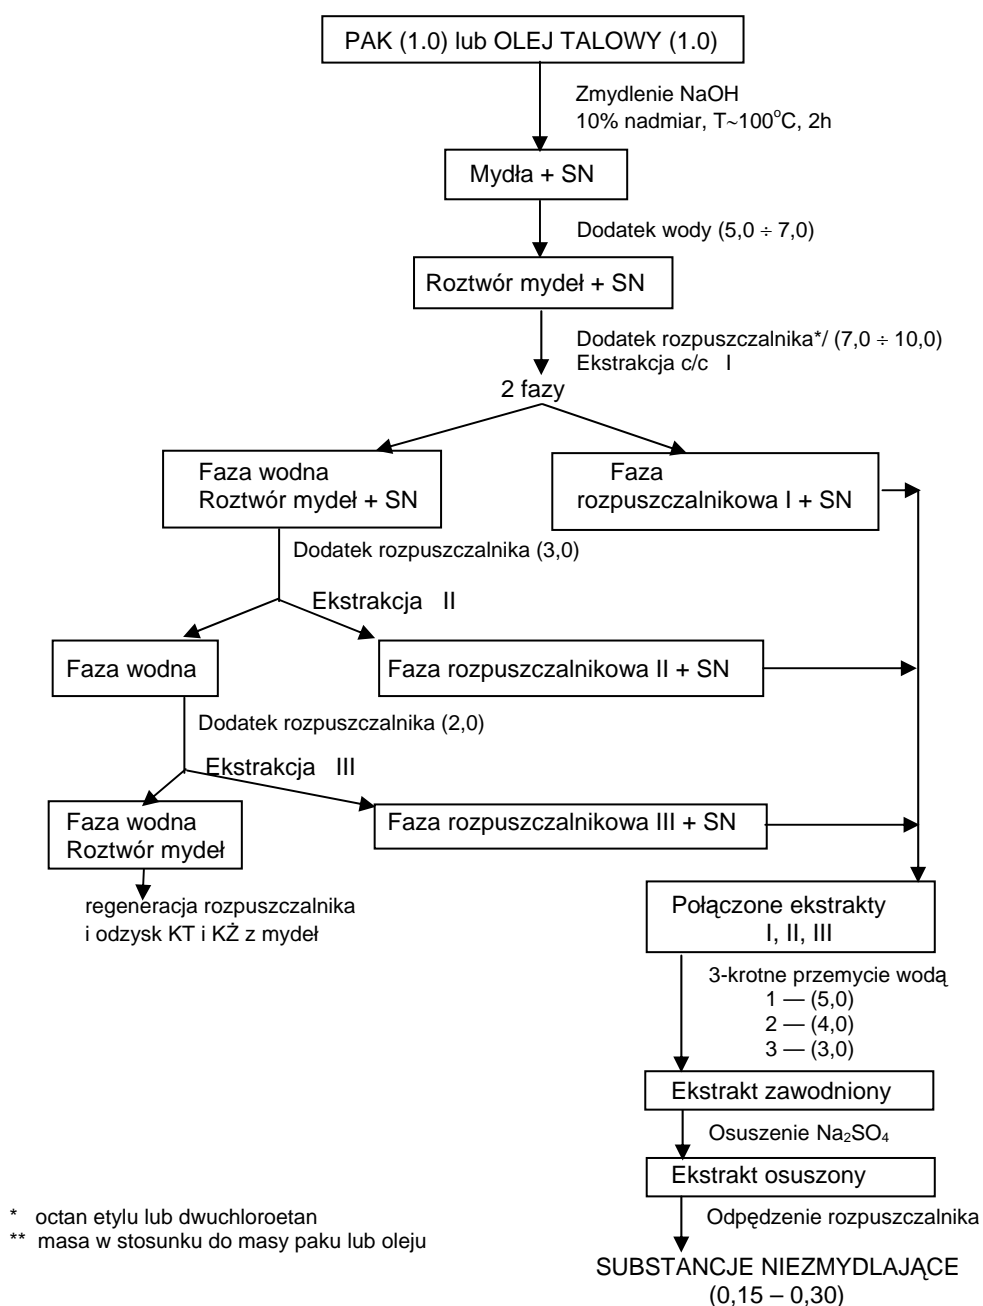 PAK (1.0) lub OLEJ TALOWY (1.0)
Zmydlenie NaOH
10% nadmiar, T~100°C, 2h
Mydła + SN
Dodatek wody (5,0 ÷ 7,0)
Roztwór mydeł + SN
Dodatek rozpuszczalnika*/ (7,0 ÷ 10,0)
Ekstrakcja c/c I
2 fazy
Faza wodna
Roztwór mydeł + SN
Faza
rozpuszczalnikowa I + SN
Dodatek rozpuszczalnika (3,0)
Ekstrakcja II
Faza wodna
Faza rozpuszczalnikowa II + SN
Dodatek rozpuszczalnika (2,0)
Ekstrakcja III
Faza wodna
Roztwór mydeł
Faza rozpuszczalnikowa III + SN
regeneracja rozpuszczalnika
i odzysk KT i KŻ z mydeł
Połączone ekstrakty
I, II, III
3-krotne przemycie wodą
1 — (5,0)
2 — (4,0)
3 — (3,0)
Ekstrakt zawodniony
Osuszenie Na₂SO₄
Ekstrakt osuszony
Odpędzenie rozpuszczalnika
* octan etylu lub dwuchloroetan
** masa w stosunku do masy paku lub oleju
SUBSTANCJE NIEZMYDLAJĄCE
(0,15 – 0,30)